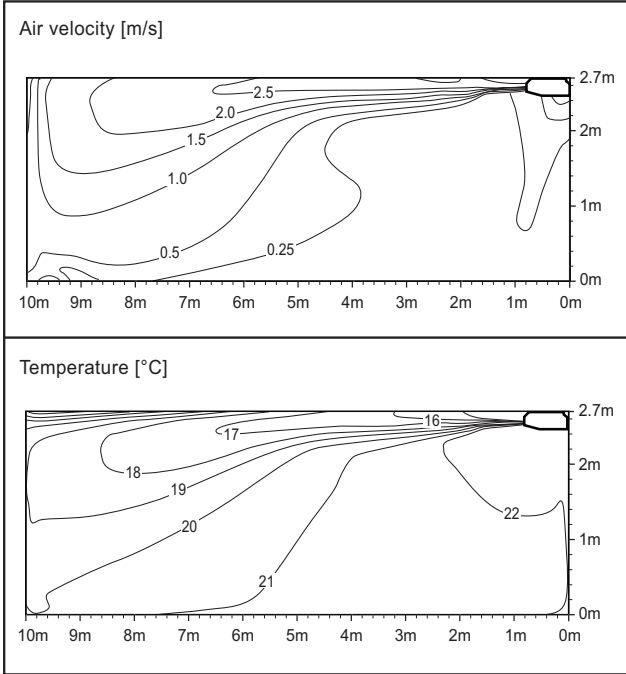 Air velocity [m/s]
2.7m
2.5
2.0
2m
1.5
1.0
1m
0.5
0.25
0m
10m 9m 8m 7m 6m 5m 4m 3m 2m 1m 0m
Temperature [°C]
2.7m
16
17
18
2m
19
22
20
1m
21
0m
10m 9m 8m 7m 6m 5m 4m 3m 2m 1m 0m